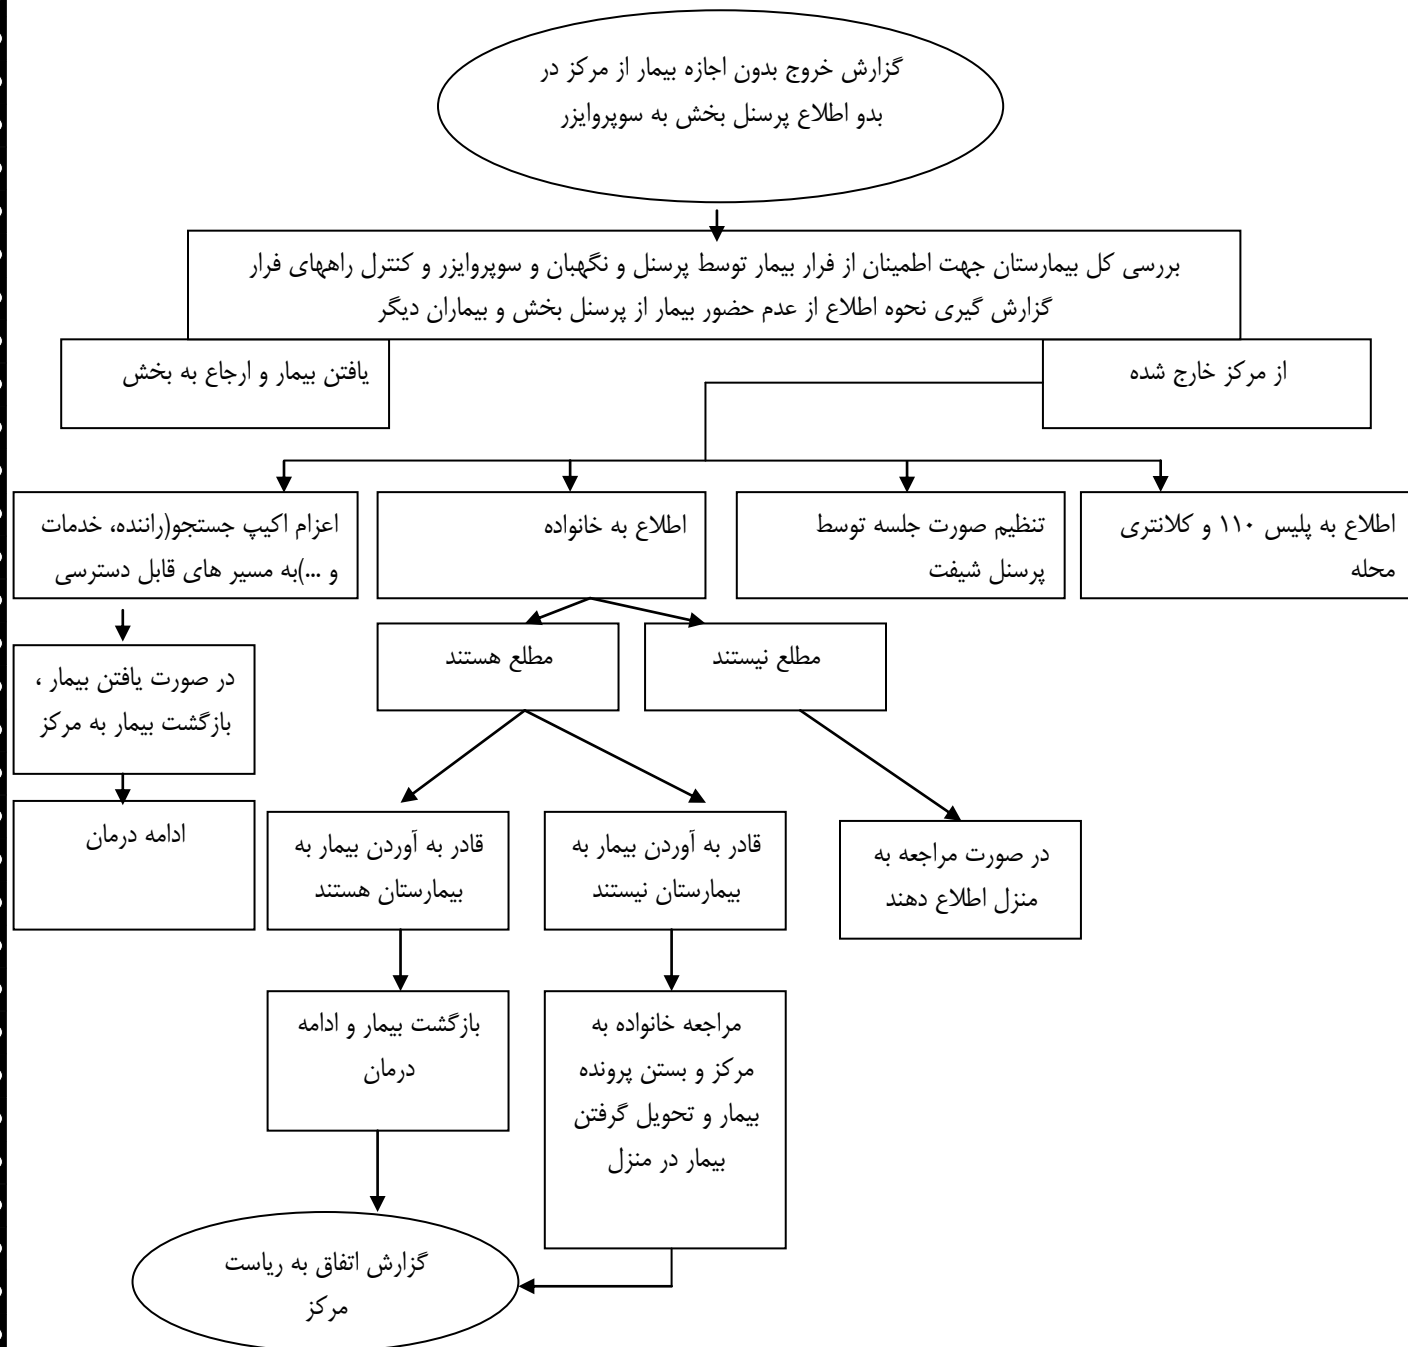 گزارش خروج بدون اجازه بیمار از مرکز در
بدو اطلاع پرسنل بخش به سوپروایزر
بررسی کل بیمارستان جهت اطمینان از فرار بیمار توسط پرسنل و نگهبان و سوپروایزر و کنترل راههای فرار
گزارش گیری نحوه اطلاع از عدم حضور بیمار از پرسنل بخش و بیماران دیگر
از مرکز خارج شده
یافتن بیمار و ارجاع به بخش
اطلاع به پلیس ۱۱۰ و کلانتری
محله
تنظیم صورت جلسه توسط
پرسنل شیفت
اطلاع به خانواده
اعزام اکیپ جستجو(راننده، خدمات
و ...)به مسیر های قابل دسترسی
مطلع نیستند
مطلع هستند
در صورت یافتن بیمار ،
بازگشت بیمار به مرکز
در صورت مراجعه به
منزل اطلاع دهند
قادر به آوردن بیمار به
بیمارستان نیستند
قادر به آوردن بیمار به
بیمارستان هستند
ادامه درمان
مراجعه خانواده به
مرکز و بستن پرونده
بیمار و تحویل گرفتن
بیمار در منزل
بازگشت بیمار و ادامه
درمان
گزارش اتفاق به ریاست
مرکز